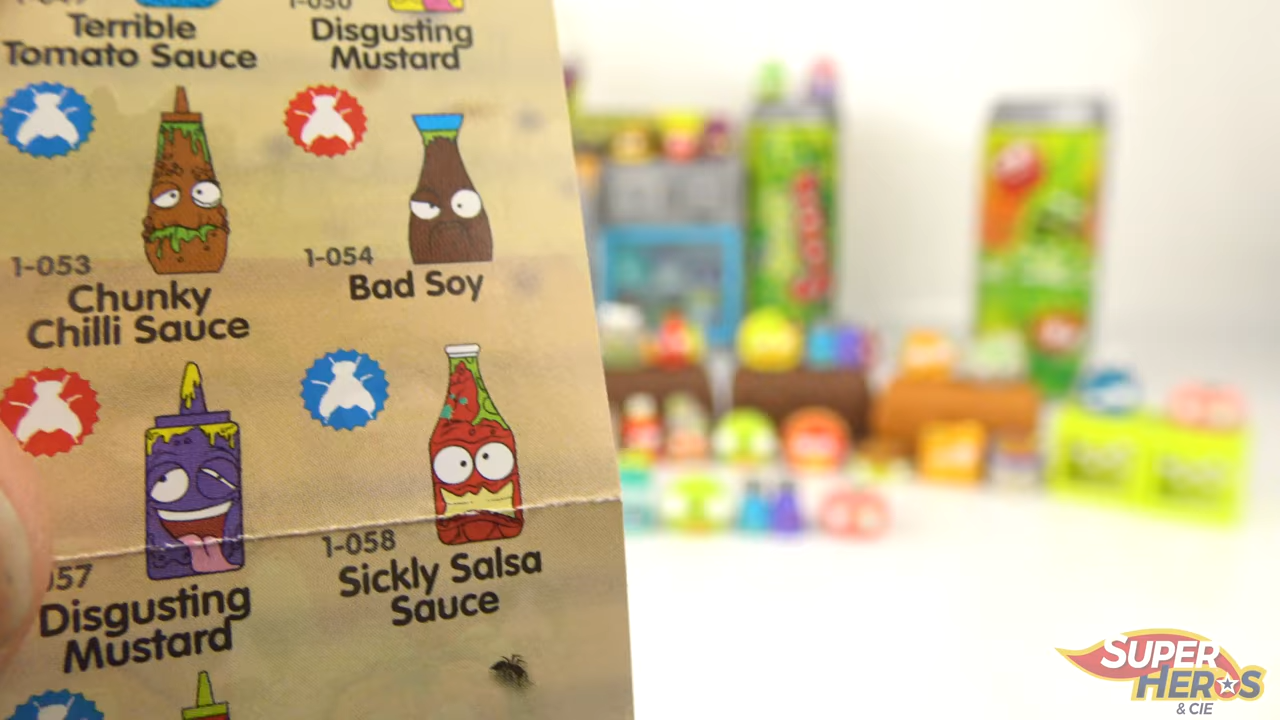 Terrible
Tomato Sauce
Disgusting
Mustard
1-053
Chunky
Chilli Sauce
1-054
Bad Soy
57
Disgusting
Mustard
1-058
Sickly Salsa
Sauce
SUPER
HEROS
& CIE